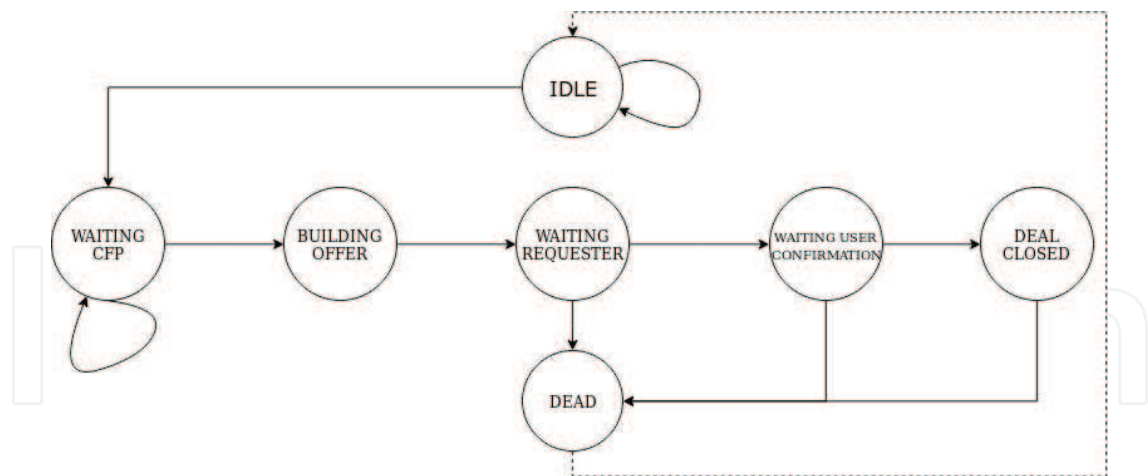 IDLE
WAITING
CFP
BUILDING
OFFER
WAITING
REQUESTER
WAITING USER
CONFIRMATION
DEAL
CLOSED
DEAD